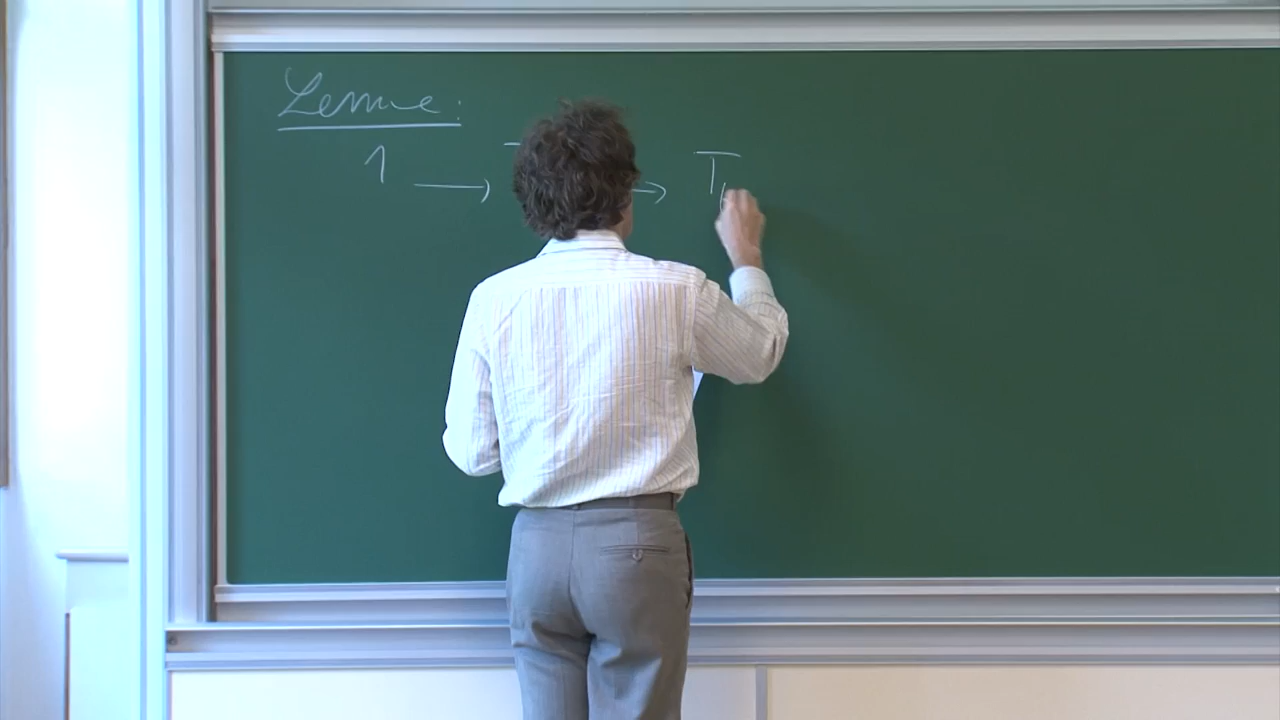 Lemme:
1 → → T